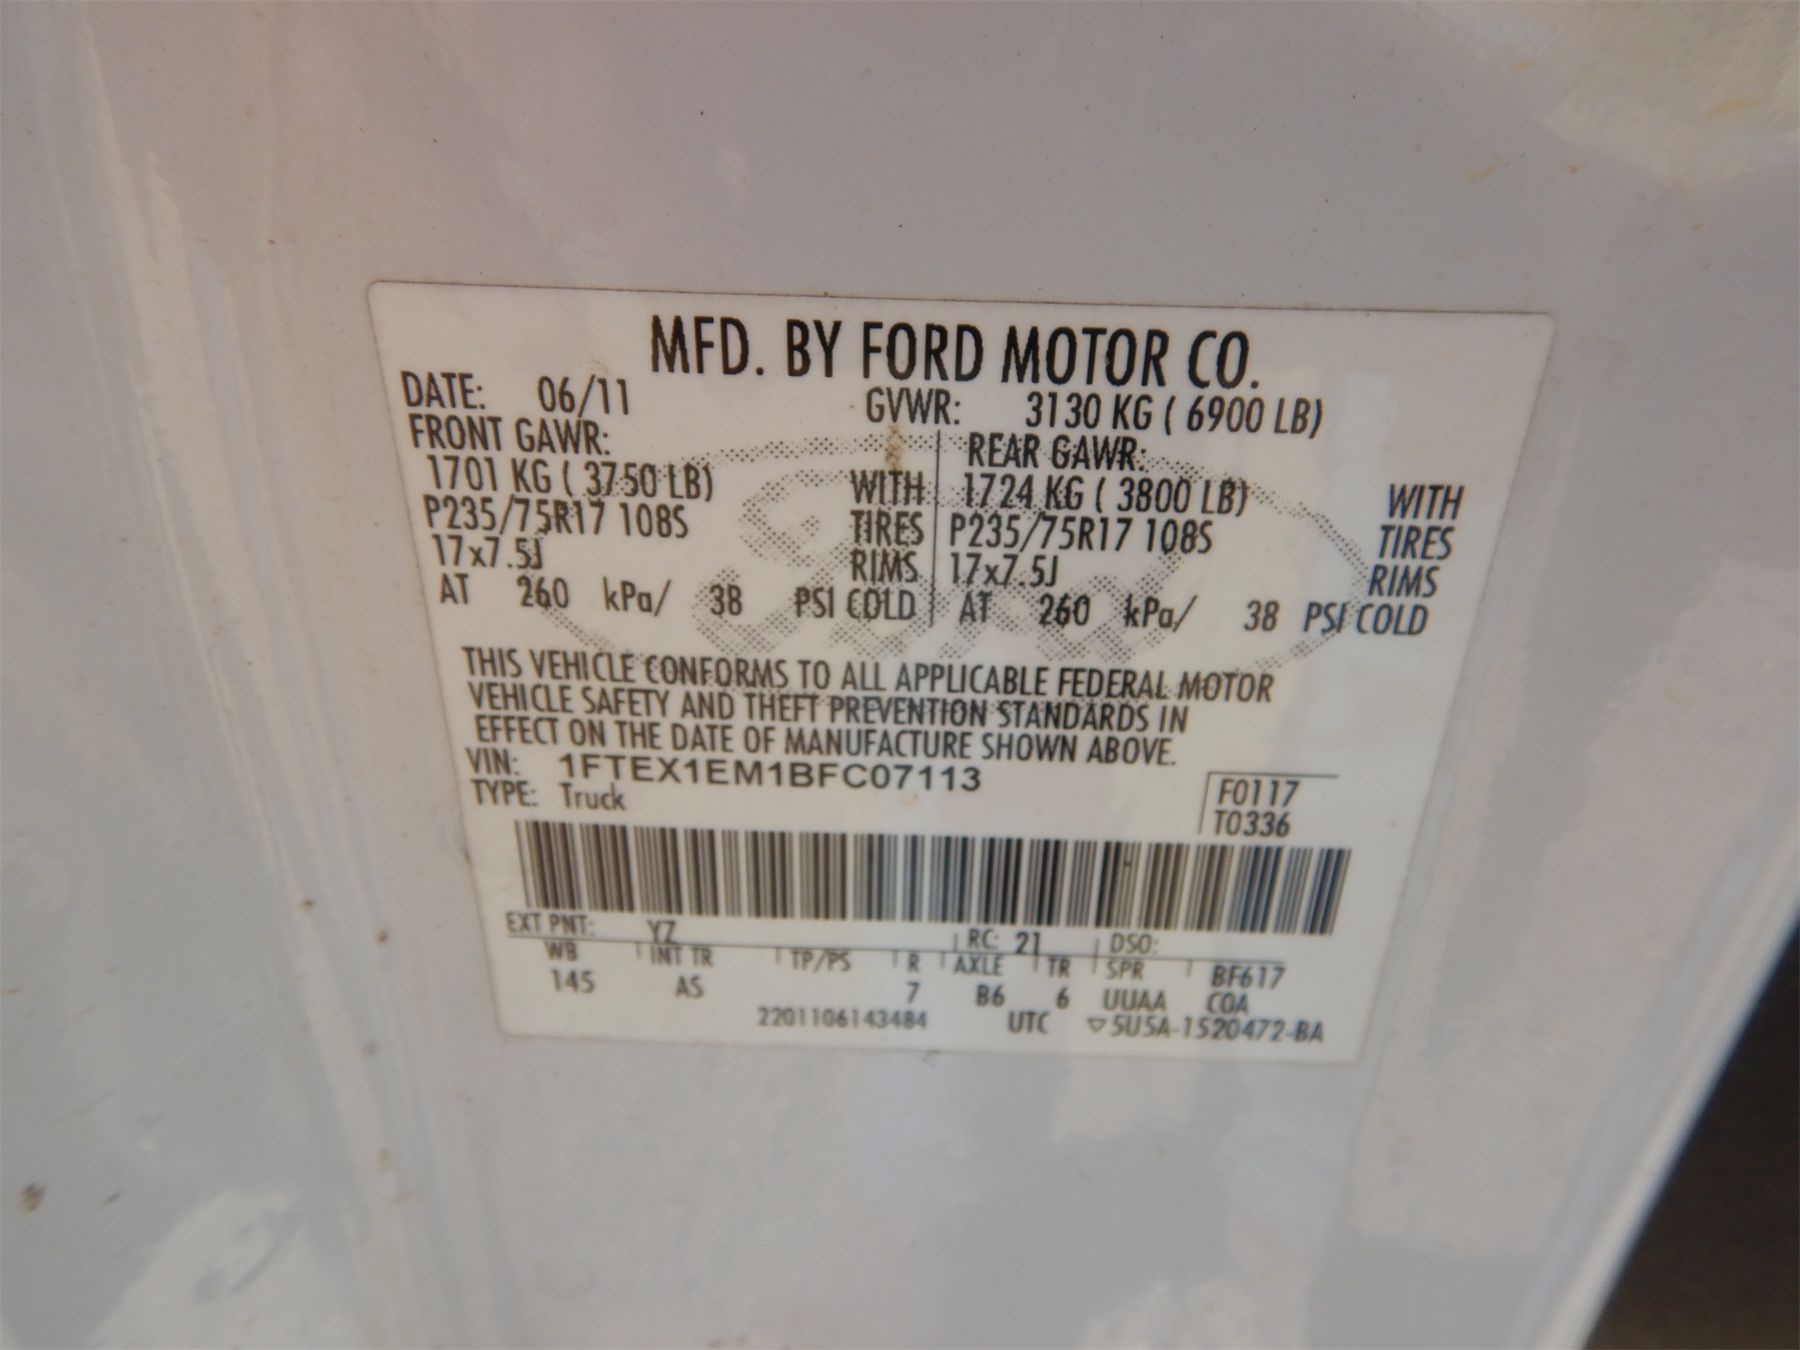 MFD. BY FORD MOTOR CO.
DATE: 06/11 GVWR: 3130 KG ( 6900 LB)
FRONT GAWR: REAR GAWR:
1701 KG ( 3750 LB) WITH 1724 KG ( 3800 LB) WITH
P235/75R17 108S TIRES P235/75R17 108S TIRES
17x7.5J RIMS 17x7.5J RIMS
AT 260 kPa/ 38 PSI COLD AT 260 kPa/ 38 PSI COLD
THIS VEHICLE CONFORMS TO ALL APPLICABLE FEDERAL MOTOR
VEHICLE SAFETY AND THEFT PREVENTION STANDARDS IN
EFFECT ON THE DATE OF MANUFACTURE SHOWN ABOVE.
VIN: 1FTEX1EM1BFC07113
TYPE: Truck F0117
T0336
EXT PNT: YZ RC: 21 DSO:
WB INT TR TP/PS R AXLE TR SPR BF617
145 AS 7 B6 6 UUAA COA
2201106143484 UTC ▽5U5A-1520472-BA